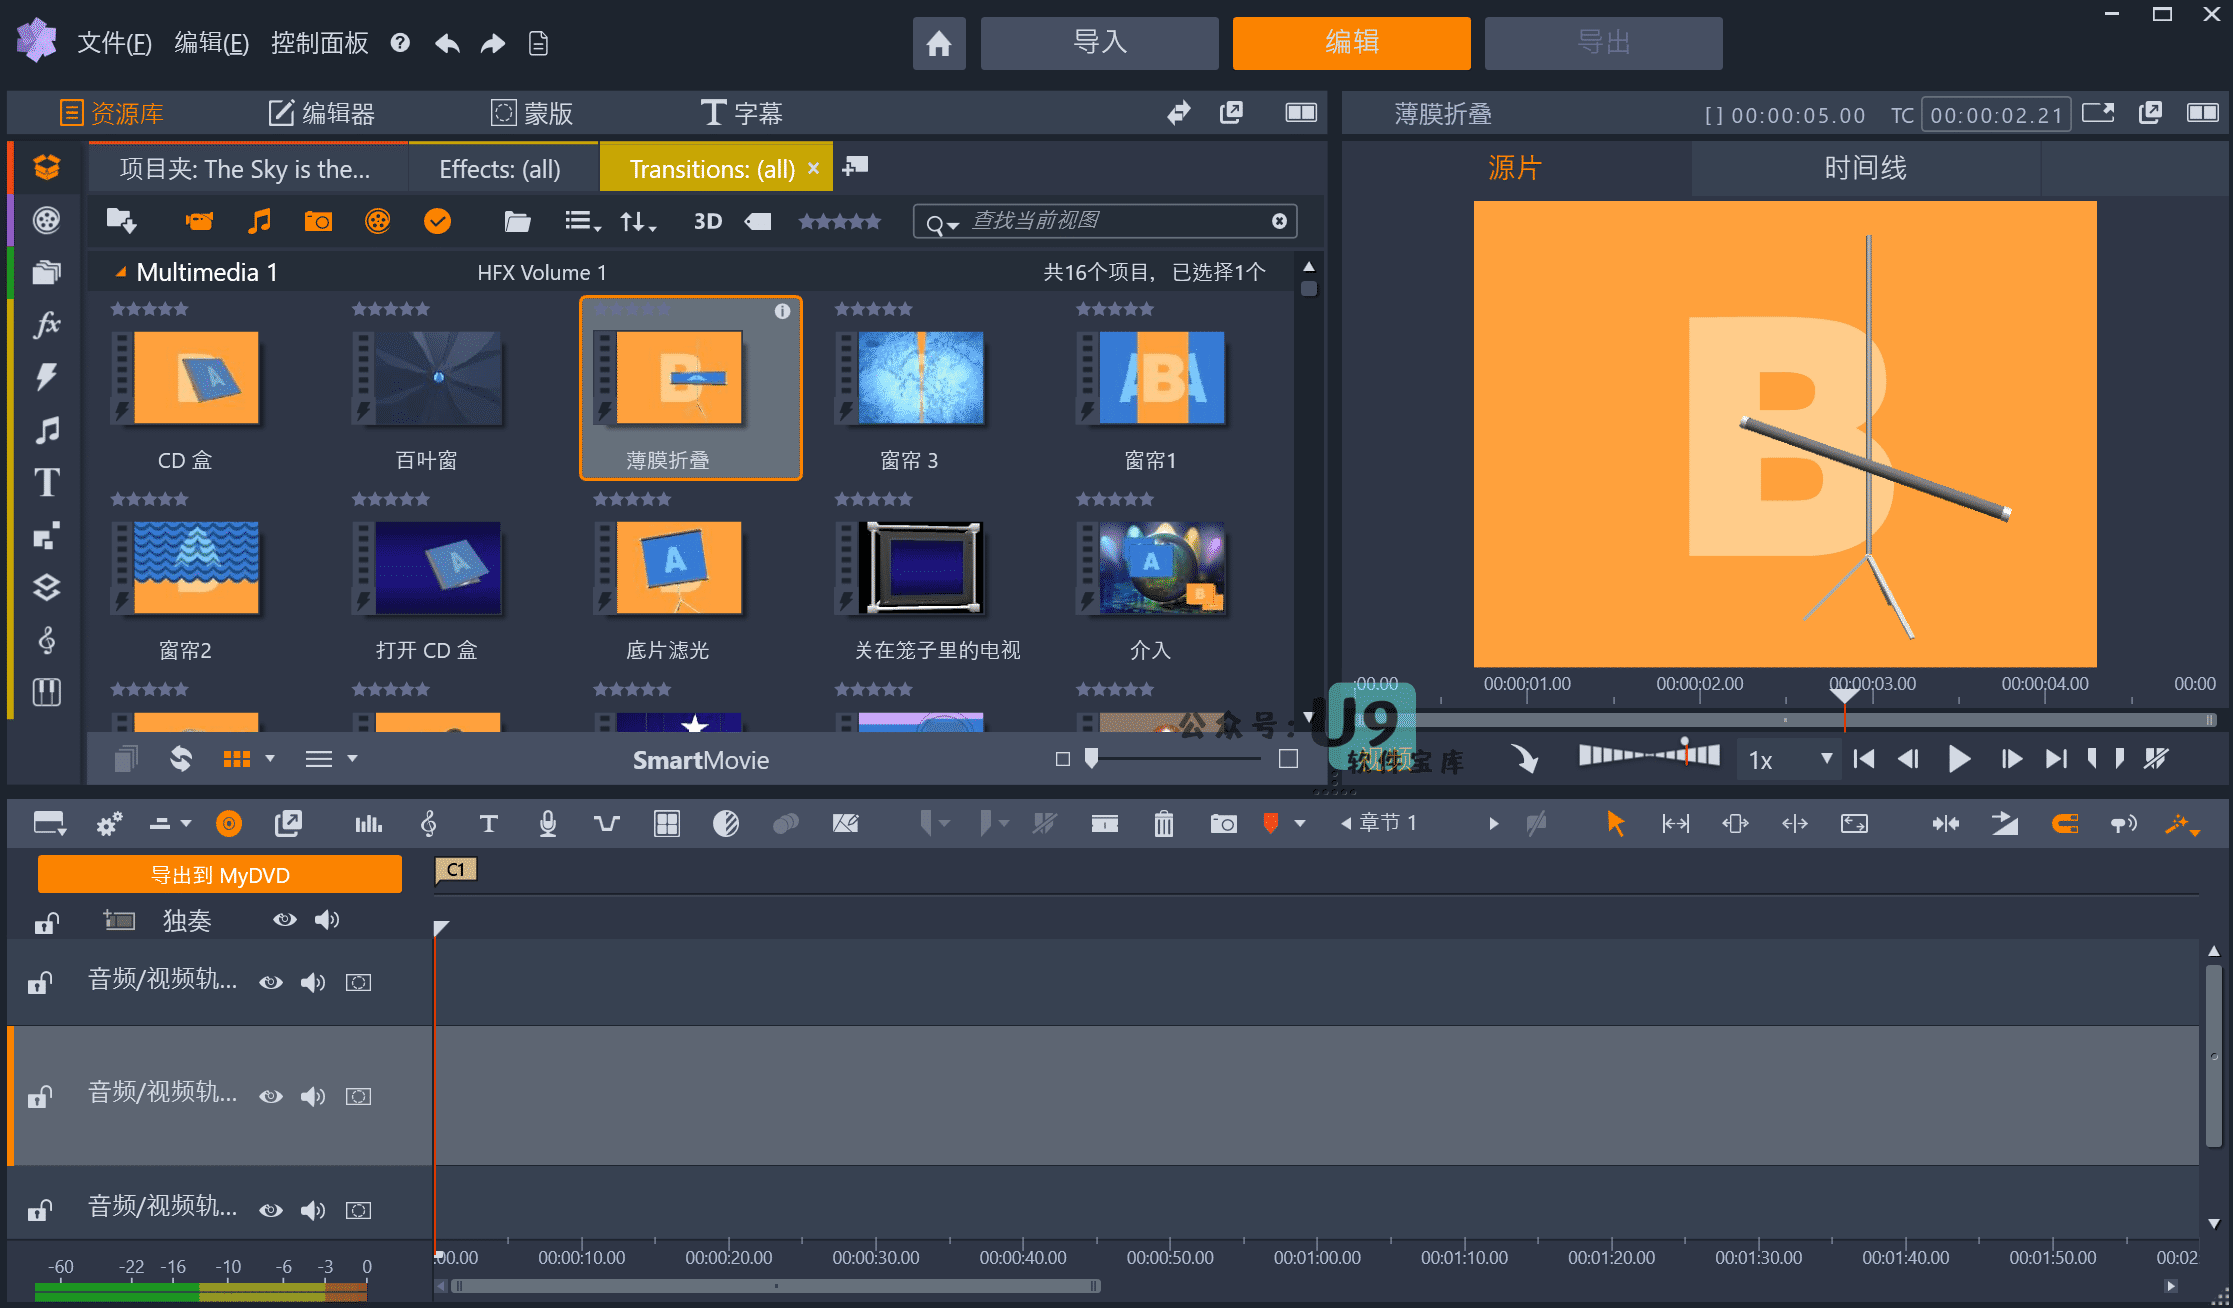 文件(F) 编辑(E) 控制面板
导入 编辑 导出
资源库 编辑器 蒙版 T 字幕
薄膜折叠 [ ] 00:00:05.00 TC 00:00:02.21
项目夹: The Sky is the... Effects: (all) Transitions: (all) ×
源片 时间线
3D 查找当前视图
Multimedia 1 HFX Volume 1 共16个项目，已选择1个
CD 盒 百叶窗 薄膜折叠 窗帘 3 窗帘1
窗帘2 打开 CD 盒 底片滤光 关在笼子里的电视 介入
B
:00.00 00:00:01.00 00:00:02.00 00:00:03.00 00:00:04.00 00:00
公众号: U9
软件宝库
SmartMovie
视频 1x
章节 1
导出到 MyDVD C1
独奏
音频/视频轨...
音频/视频轨...
音频/视频轨...
:00.00 00:00:10.00 00:00:20.00 00:00:30.00 00:00:40.00 00:00:50.00 00:01:00.00 00:01:10.00 00:01:20.00 00:01:30.00 00:01:40.00 00:01:50.00 00:02
-60 -22 -16 -10 -6 -3 0